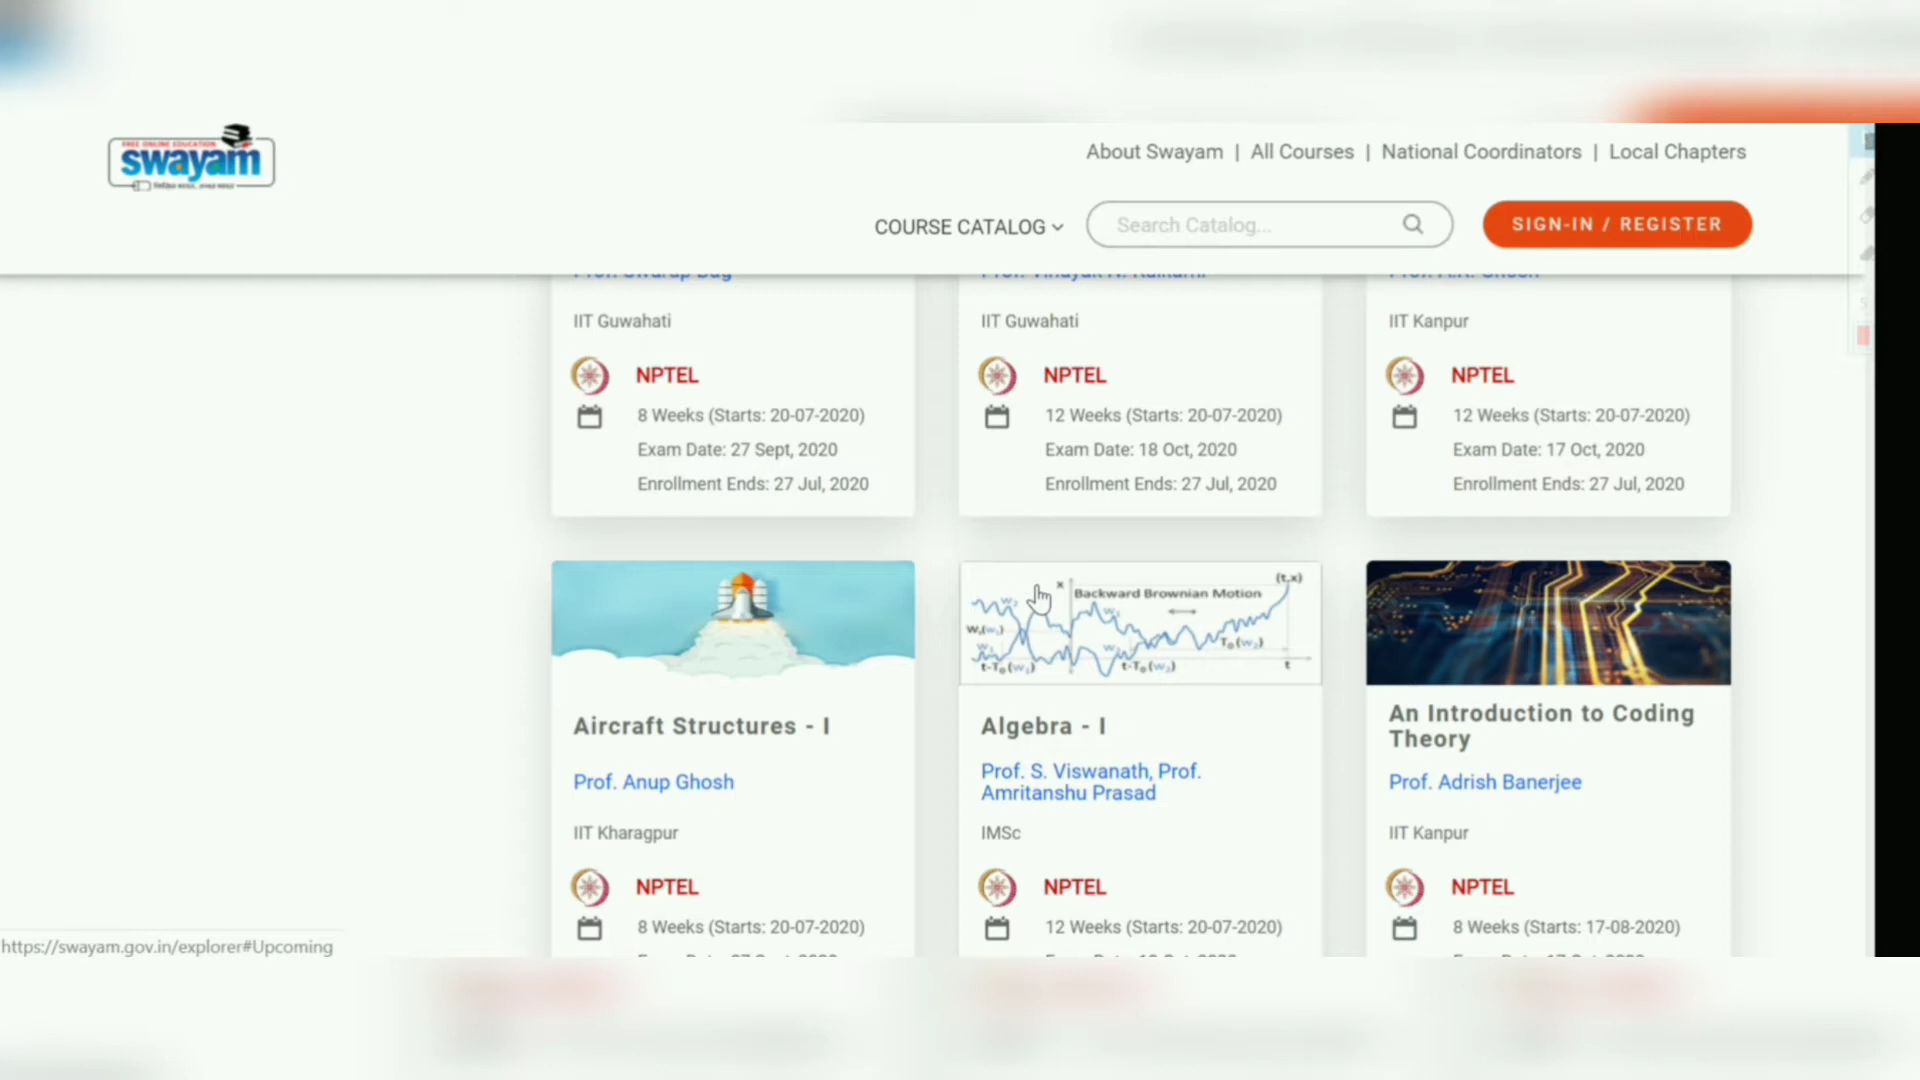 FREE ONLINE EDUCATION
swayam
About Swayam | All Courses | National Coordinators | Local Chapters
COURSE CATALOG
Search Catalog...
SIGN-IN / REGISTER
IIT Guwahati
NPTEL
8 Weeks (Starts: 20-07-2020)
Exam Date: 27 Sept, 2020
Enrollment Ends: 27 Jul, 2020
IIT Guwahati
NPTEL
12 Weeks (Starts: 20-07-2020)
Exam Date: 18 Oct, 2020
Enrollment Ends: 27 Jul, 2020
IIT Kanpur
NPTEL
12 Weeks (Starts: 20-07-2020)
Exam Date: 17 Oct, 2020
Enrollment Ends: 27 Jul, 2020
Aircraft Structures - I
Prof. Anup Ghosh
IIT Kharagpur
NPTEL
8 Weeks (Starts: 20-07-2020)
x
(t,x)
Backward Brownian Motion
t
Algebra - I
Prof. S. Viswanath, Prof.
Amritanshu Prasad
IMSc
NPTEL
12 Weeks (Starts: 20-07-2020)
An Introduction to Coding
Theory
Prof. Adrish Banerjee
IIT Kanpur
NPTEL
8 Weeks (Starts: 17-08-2020)
https://swayam.gov.in/explorer#Upcoming